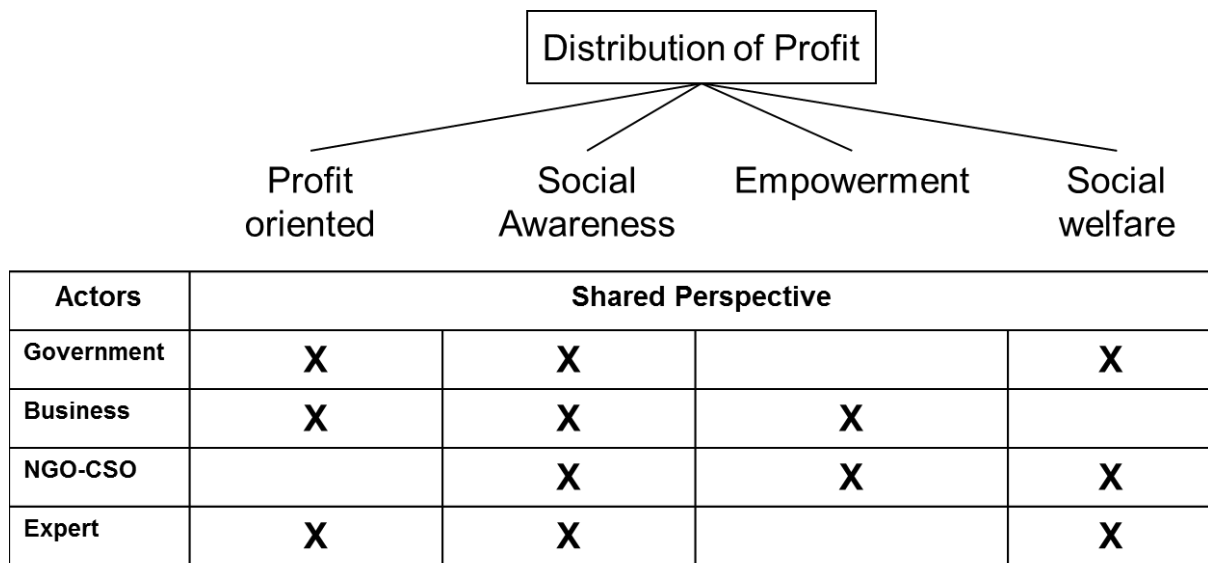 Distribution of Profit
Profit
oriented
Social
Awareness
Empowerment
Social
welfare
Actors Shared Perspective
Government X X X
Business X X X
NGO-CSO X X X
Expert X X X